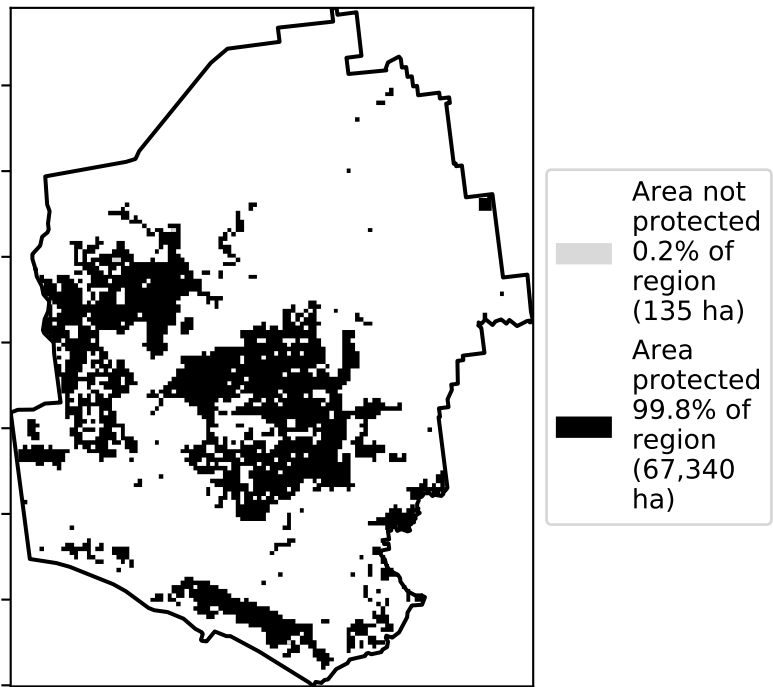 Area not
protected
0.2% of
region
(135 ha)
Area
protected
99.8% of
region
(67,340
ha)